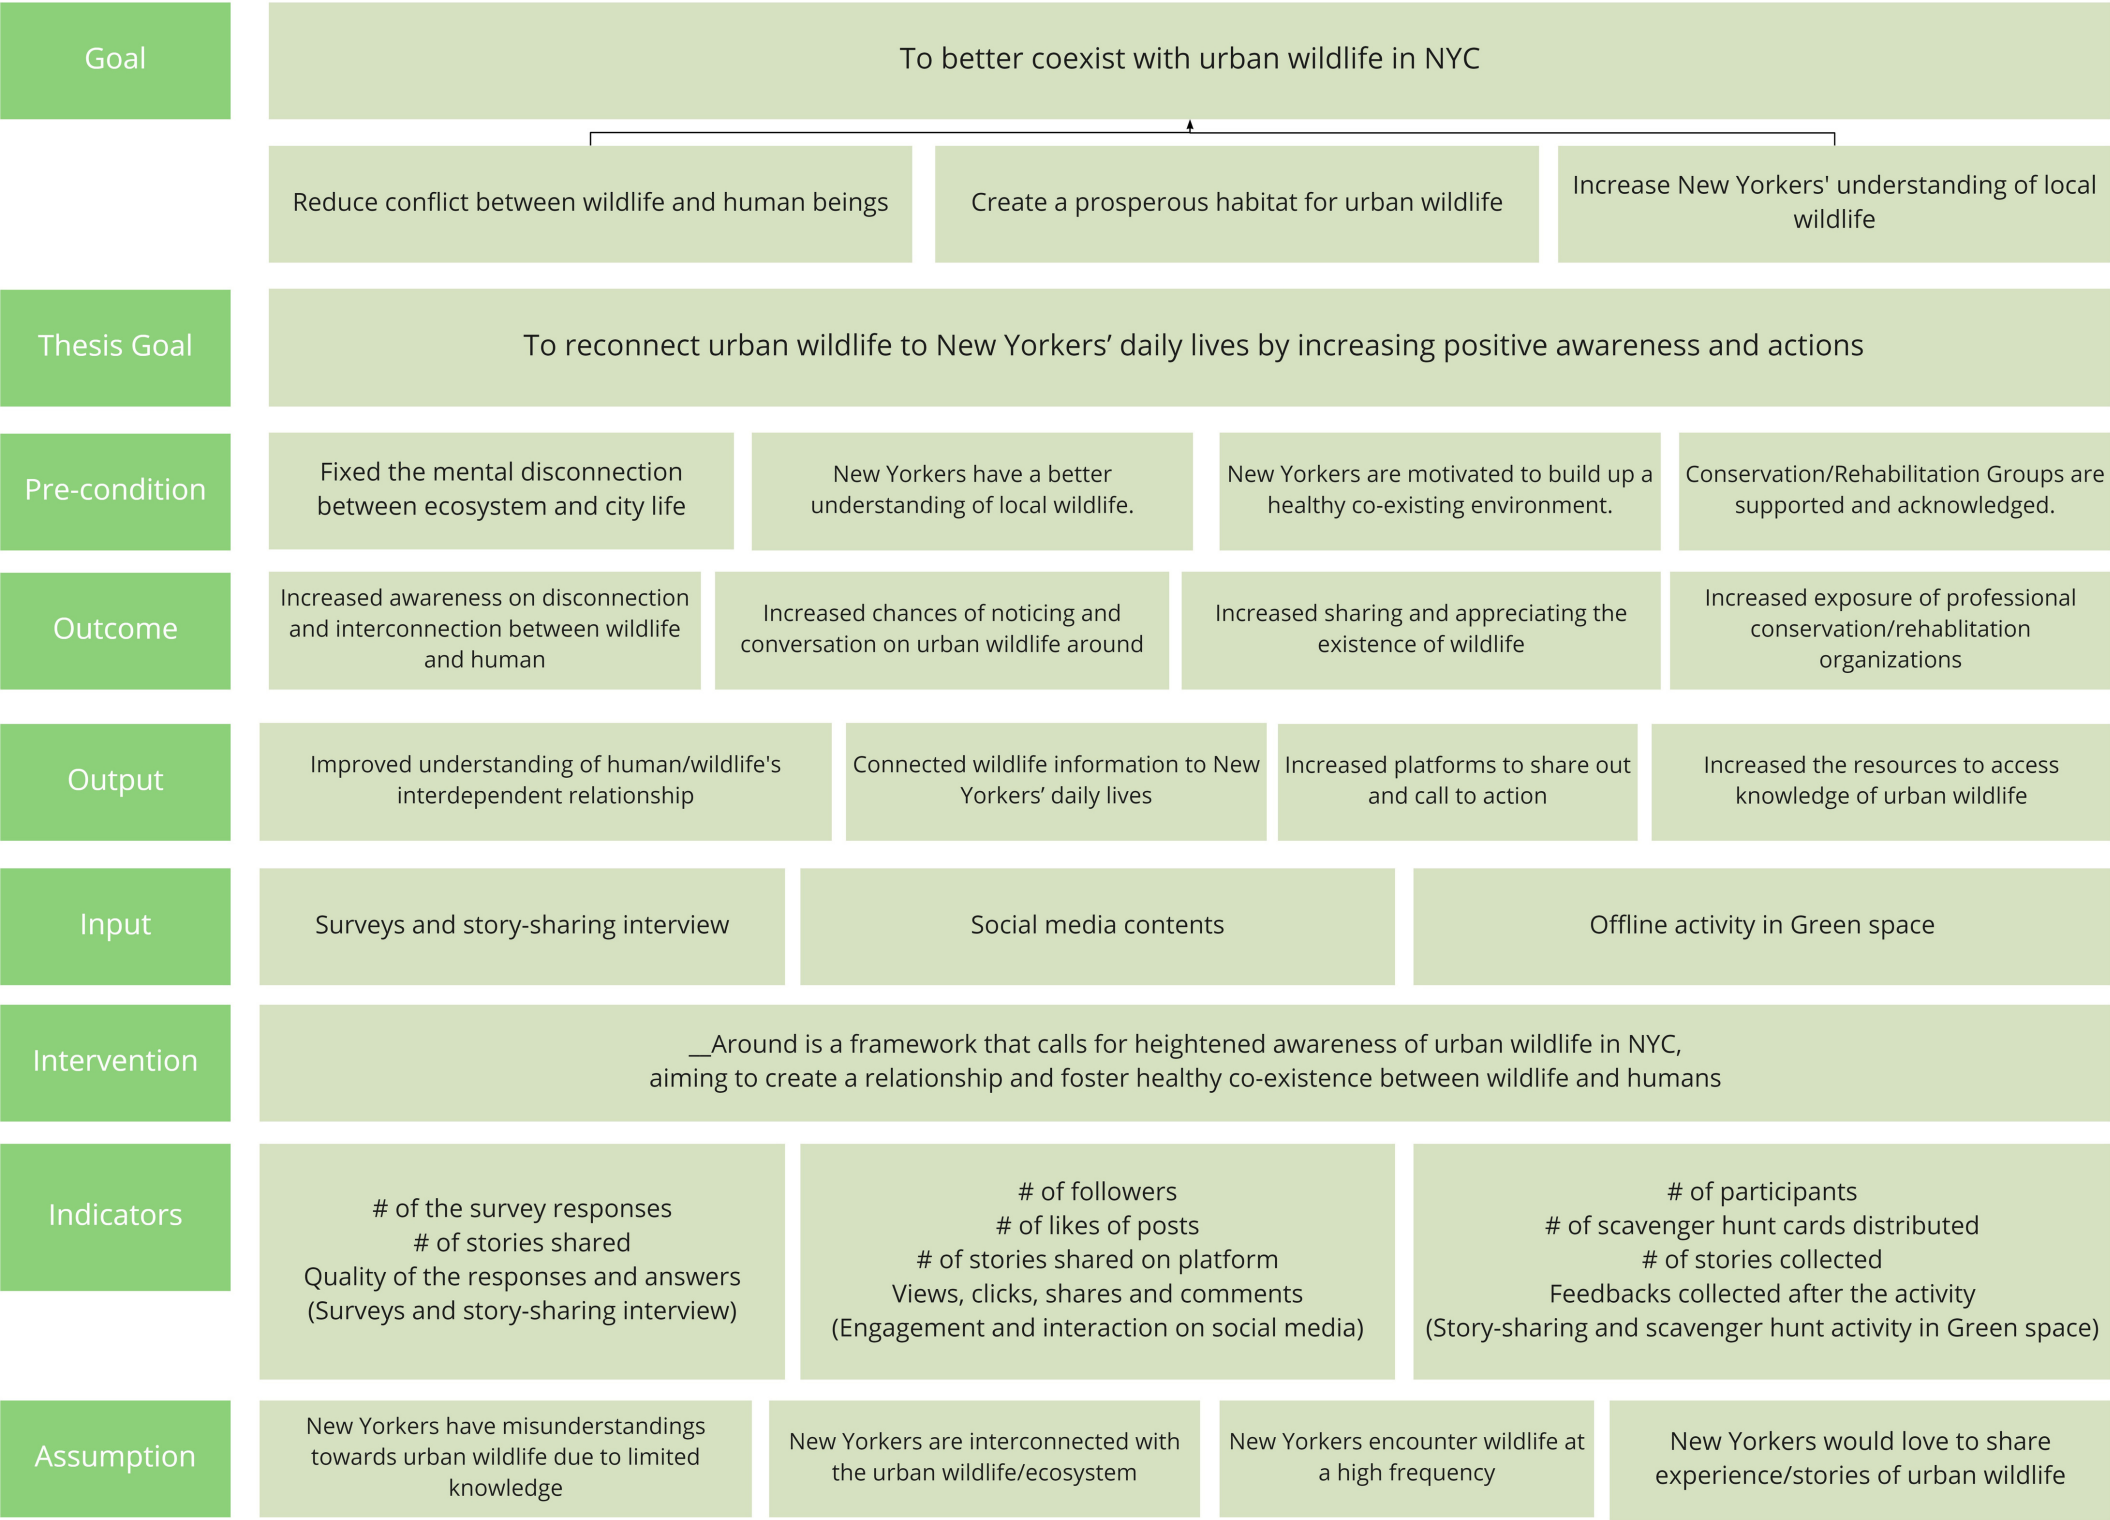 Goal
To better coexist with urban wildlife in NYC
Reduce conflict between wildlife and human beings
Create a prosperous habitat for urban wildlife
Increase New Yorkers' understanding of local
wildlife
Thesis Goal
To reconnect urban wildlife to New Yorkers’ daily lives by increasing positive awareness and actions
Pre-condition
Fixed the mental disconnection
between ecosystem and city life
New Yorkers have a better
understanding of local wildlife.
New Yorkers are motivated to build up a
healthy co-existing environment.
Conservation/Rehabilitation Groups are
supported and acknowledged.
Outcome
Increased awareness on disconnection
and interconnection between wildlife
and human
Increased chances of noticing and
conversation on urban wildlife around
Increased sharing and appreciating the
existence of wildlife
Increased exposure of professional
conservation/rehablitation
organizations
Output
Improved understanding of human/wildlife's
interdependent relationship
Connected wildlife information to New
Yorkers’ daily lives
Increased platforms to share out
and call to action
Increased the resources to access
knowledge of urban wildlife
Input
Surveys and story-sharing interview
Social media contents
Offline activity in Green space
Intervention
__Around is a framework that calls for heightened awareness of urban wildlife in NYC,
aiming to create a relationship and foster healthy co-existence between wildlife and humans
Indicators
# of the survey responses
# of stories shared
Quality of the responses and answers
(Surveys and story-sharing interview)
# of followers
# of likes of posts
# of stories shared on platform
Views, clicks, shares and comments
(Engagement and interaction on social media)
# of participants
# of scavenger hunt cards distributed
# of stories collected
Feedbacks collected after the activity
(Story-sharing and scavenger hunt activity in Green space)
Assumption
New Yorkers have misunderstandings
towards urban wildlife due to limited
knowledge
New Yorkers are interconnected with
the urban wildlife/ecosystem
New Yorkers encounter wildlife at
a high frequency
New Yorkers would love to share
experience/stories of urban wildlife